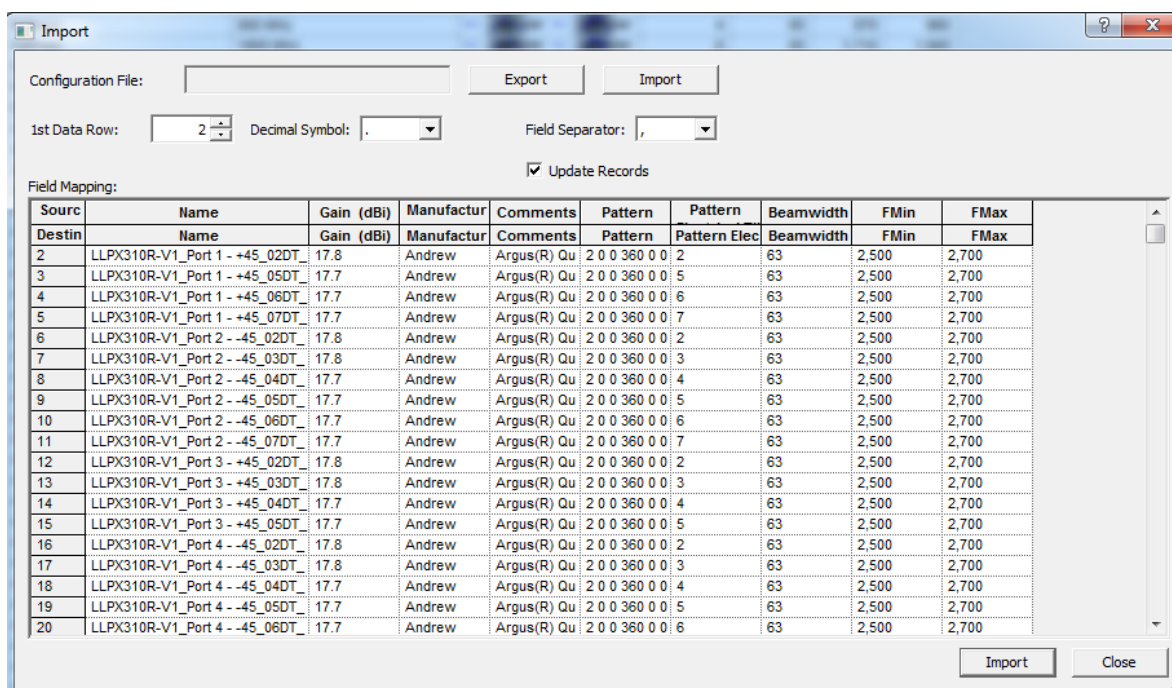 Import
Configuration File: Export Import
1st Data Row: 2 Decimal Symbol: . Field Separator: ,
Update Records
Field Mapping:
Sourc Name Gain (dBi) Manufactur Comments Pattern Pattern Beamwidth FMin FMax
Destin Name Gain (dBi) Manufactur Comments Pattern Pattern Elec Beamwidth FMin FMax
2 LLPX310R-V1_Port 1 - +45_02DT_ 17.8 Andrew Argus(R) Qu 2 0 0 360 0 0 2 63 2,500 2,700
3 LLPX310R-V1_Port 1 - +45_05DT_ 17.7 Andrew Argus(R) Qu 2 0 0 360 0 0 5 63 2,500 2,700
4 LLPX310R-V1_Port 1 - +45_06DT_ 17.7 Andrew Argus(R) Qu 2 0 0 360 0 0 6 63 2,500 2,700
5 LLPX310R-V1_Port 1 - +45_07DT_ 17.7 Andrew Argus(R) Qu 2 0 0 360 0 0 7 63 2,500 2,700
6 LLPX310R-V1_Port 2 - -45_02DT_ 17.8 Andrew Argus(R) Qu 2 0 0 360 0 0 2 63 2,500 2,700
7 LLPX310R-V1_Port 2 - -45_03DT_ 17.8 Andrew Argus(R) Qu 2 0 0 360 0 0 3 63 2,500 2,700
8 LLPX310R-V1_Port 2 - -45_04DT_ 17.7 Andrew Argus(R) Qu 2 0 0 360 0 0 4 63 2,500 2,700
9 LLPX310R-V1_Port 2 - -45_05DT_ 17.7 Andrew Argus(R) Qu 2 0 0 360 0 0 5 63 2,500 2,700
10 LLPX310R-V1_Port 2 - -45_06DT_ 17.7 Andrew Argus(R) Qu 2 0 0 360 0 0 6 63 2,500 2,700
11 LLPX310R-V1_Port 2 - -45_07DT_ 17.7 Andrew Argus(R) Qu 2 0 0 360 0 0 7 63 2,500 2,700
12 LLPX310R-V1_Port 3 - +45_02DT_ 17.8 Andrew Argus(R) Qu 2 0 0 360 0 0 2 63 2,500 2,700
13 LLPX310R-V1_Port 3 - +45_03DT_ 17.8 Andrew Argus(R) Qu 2 0 0 360 0 0 3 63 2,500 2,700
14 LLPX310R-V1_Port 3 - +45_04DT_ 17.7 Andrew Argus(R) Qu 2 0 0 360 0 0 4 63 2,500 2,700
15 LLPX310R-V1_Port 3 - +45_05DT_ 17.7 Andrew Argus(R) Qu 2 0 0 360 0 0 5 63 2,500 2,700
16 LLPX310R-V1_Port 4 - -45_02DT_ 17.8 Andrew Argus(R) Qu 2 0 0 360 0 0 2 63 2,500 2,700
17 LLPX310R-V1_Port 4 - -45_03DT_ 17.8 Andrew Argus(R) Qu 2 0 0 360 0 0 3 63 2,500 2,700
18 LLPX310R-V1_Port 4 - -45_04DT_ 17.7 Andrew Argus(R) Qu 2 0 0 360 0 0 4 63 2,500 2,700
19 LLPX310R-V1_Port 4 - -45_05DT_ 17.7 Andrew Argus(R) Qu 2 0 0 360 0 0 5 63 2,500 2,700
20 LLPX310R-V1_Port 4 - -45_06DT_ 17.7 Andrew Argus(R) Qu 2 0 0 360 0 0 6 63 2,500 2,700
Import Close